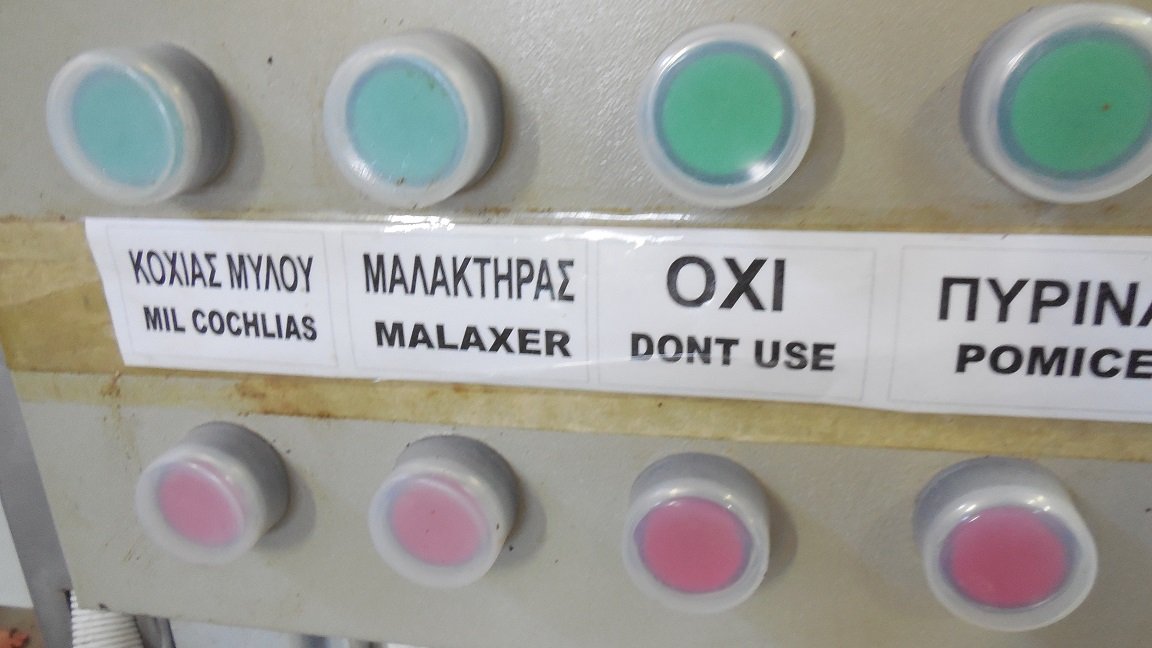 ΚΟΧΙΑΣ ΜΥΛΟΥ
MIL COCHLIAS
ΜΑΛΑΚΤΗΡΑΣ
MALAXER
ΟΧΙ
DONT USE
ΠΥΡΙΝΑ
POMICE